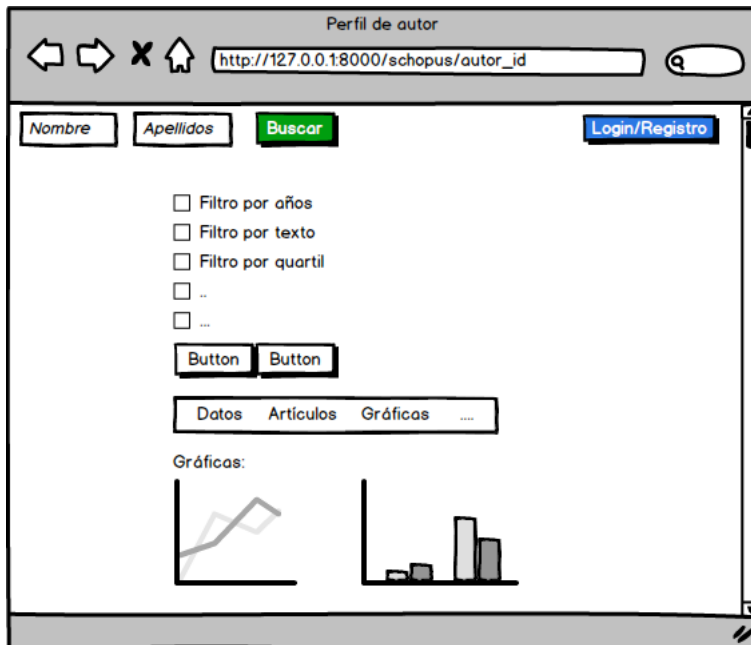 Perfil de autor
http://127.0.0.1:8000/schopus/autor_id
Nombre Apellidos Buscar Login/Registro
Filtro por años
Filtro por texto
Filtro por quartil
..
...
Button Button
Datos Artículos Gráficas ....
Gráficas: